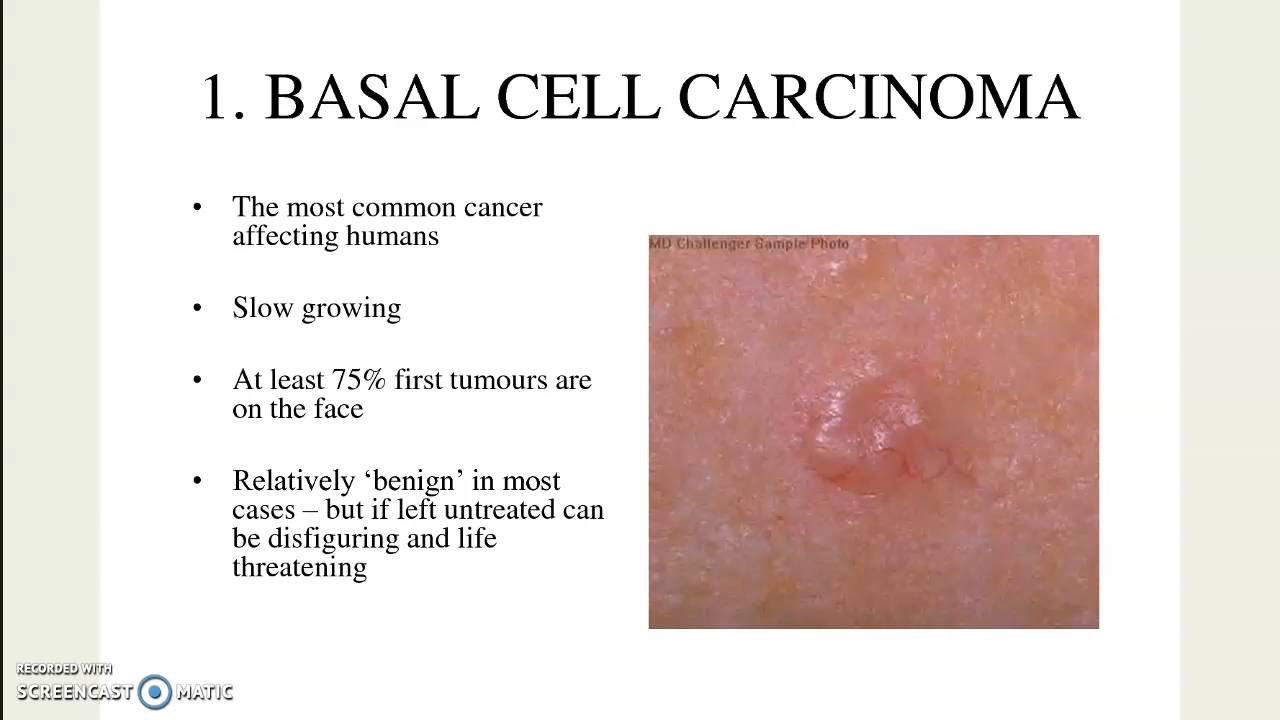 1. BASAL CELL CARCINOMA
• The most common cancer
affecting humans
• Slow growing
• At least 75% first tumours are
on the face
• Relatively ‘benign’ in most
cases – but if left untreated can
be disfiguring and life
threatening
MD Challenger Sample Photo
RECORDED WITH
SCREENCAST MATIC